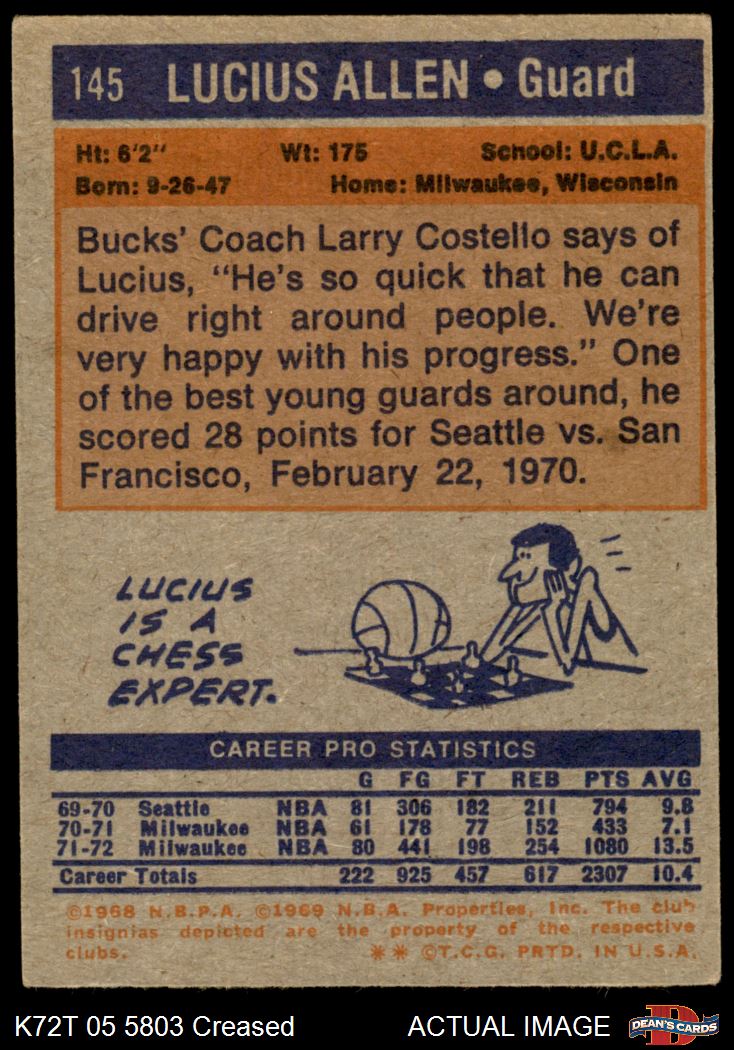 145 LUCIUS ALLEN • Guard
Ht: 6'2" Wt: 175 School: U.C.L.A.
Born: 9-26-47 Home: Milwaukee, Wisconsin
Bucks' Coach Larry Costello says of
Lucius, "He's so quick that he can
drive right around people. We're
very happy with his progress." One
of the best young guards around, he
scored 28 points for Seattle vs. San
Francisco, February 22, 1970.
LUCIUS
IS A
CHESS
EXPERT.
CAREER PRO STATISTICS
G FG FT REB PTS AVG
69-70 Seattle NBA 81 306 182 211 794 9.8
70-71 Milwaukee NBA 61 178 77 152 433 7.1
71-72 Milwaukee NBA 80 441 198 254 1080 13.5
Career Totals 222 925 457 617 2307 10.4
©1968 N.B.P.A. ©1969 N.B.A. Properties, Inc. The club
insignias depicted are the property of the respective
clubs. ** ©T.C.G. PRTD. IN U.S.A.
K72T 05 5803 Creased ACTUAL IMAGE DEAN'S CARDS